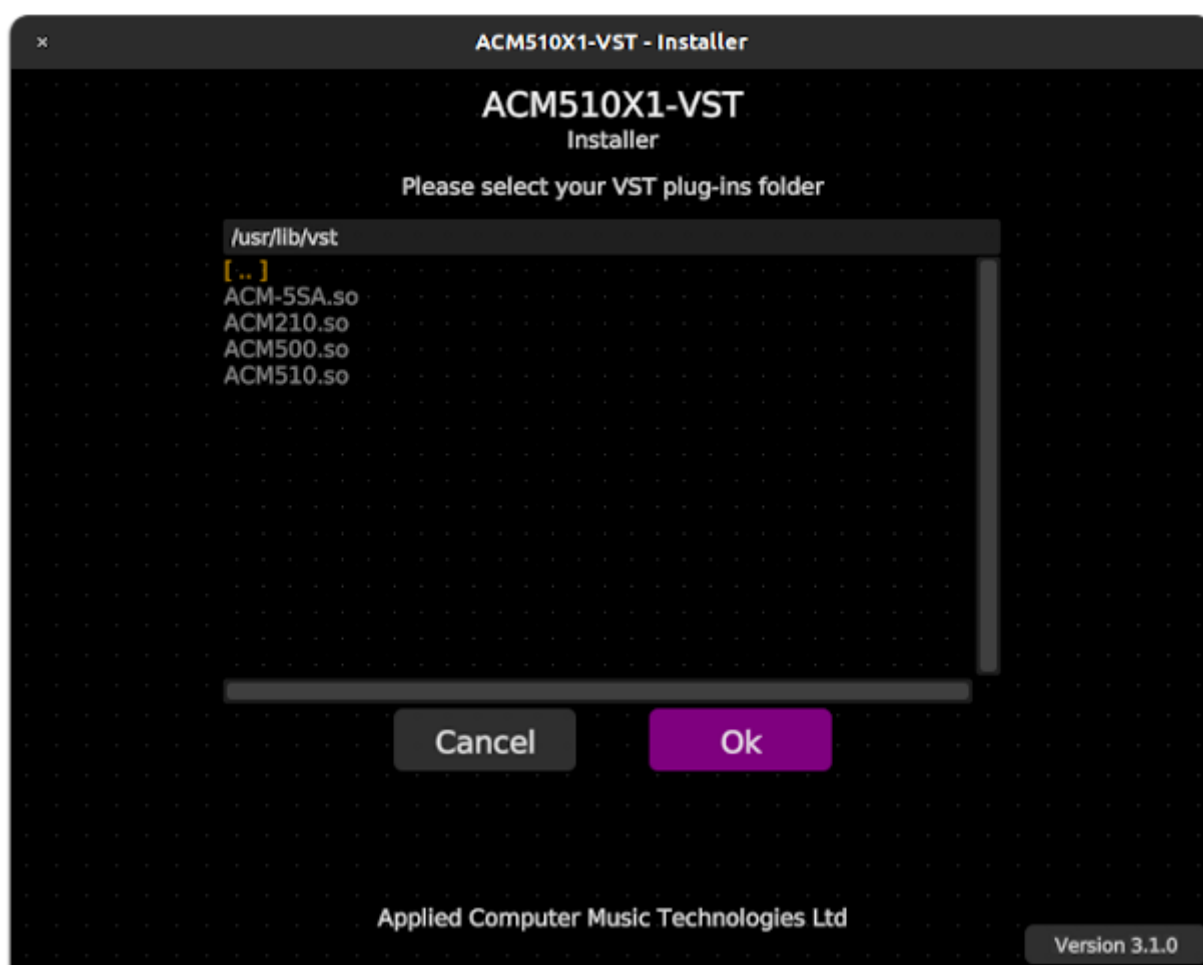 ×
ACM510X1-VST - Installer
ACM510X1-VST
Installer
Please select your VST plug-ins folder
/usr/lib/vst
[ .. ]
ACM-5SA.so
ACM210.so
ACM500.so
ACM510.so
Cancel
Ok
Applied Computer Music Technologies Ltd
Version 3.1.0